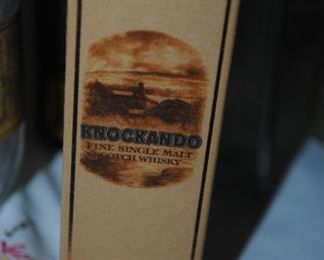 KNOCKANDO
FINE SINGLE MALT
SCOTCH WHISKY